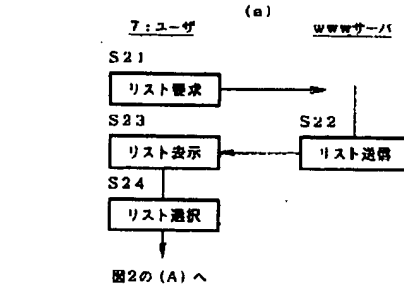 (a)
7:ユーザ
WWWサーバ
S21
リスト要求
S23
S22
リスト表示
リスト送信
S24
リスト選択
図2の(A)へ